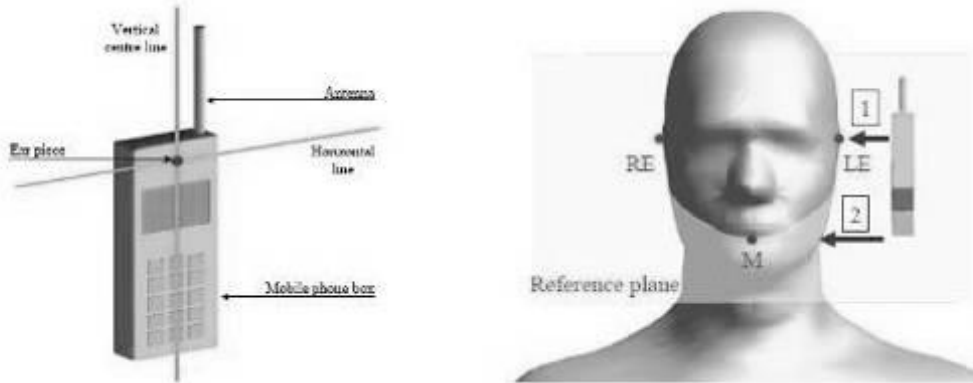 Vertical
centre line
Antenna
Ear piece
Horizontal
line
Mobile phone box
1
RE
LE
2
M
Reference plane